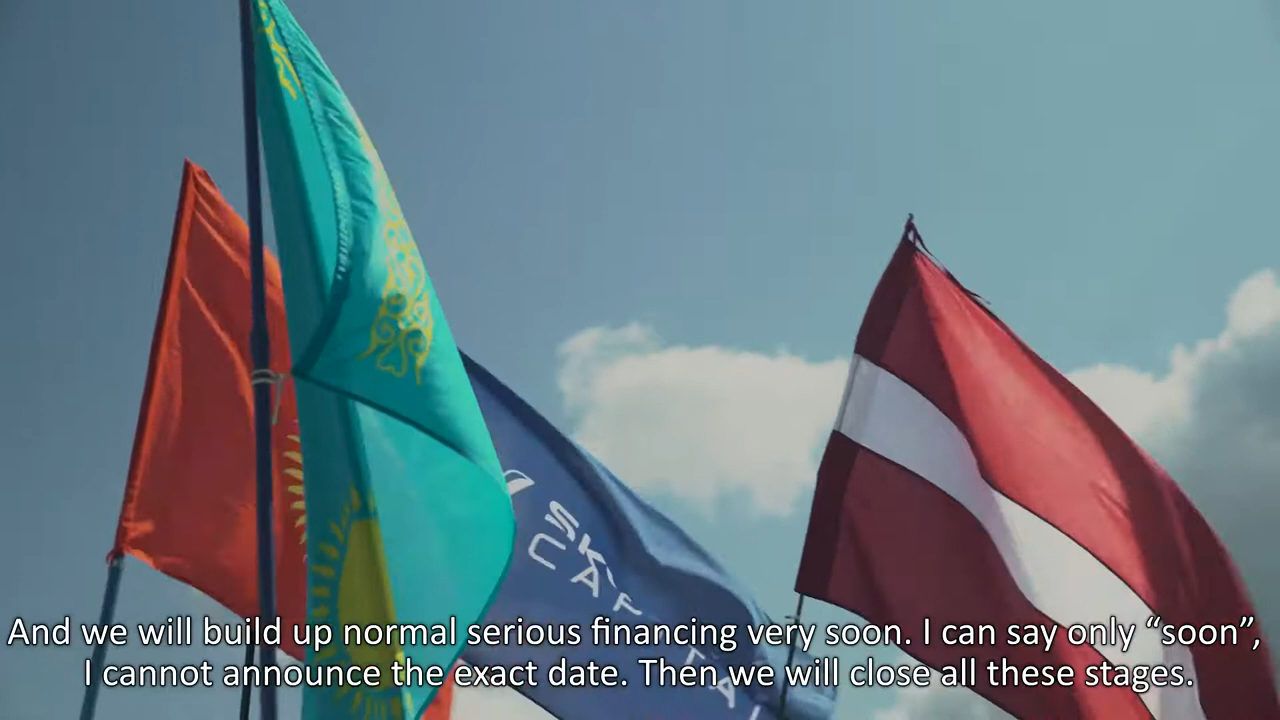 And we will build up normal serious financing very soon. I can say only “soon”,
I cannot announce the exact date. Then we will close all these stages.